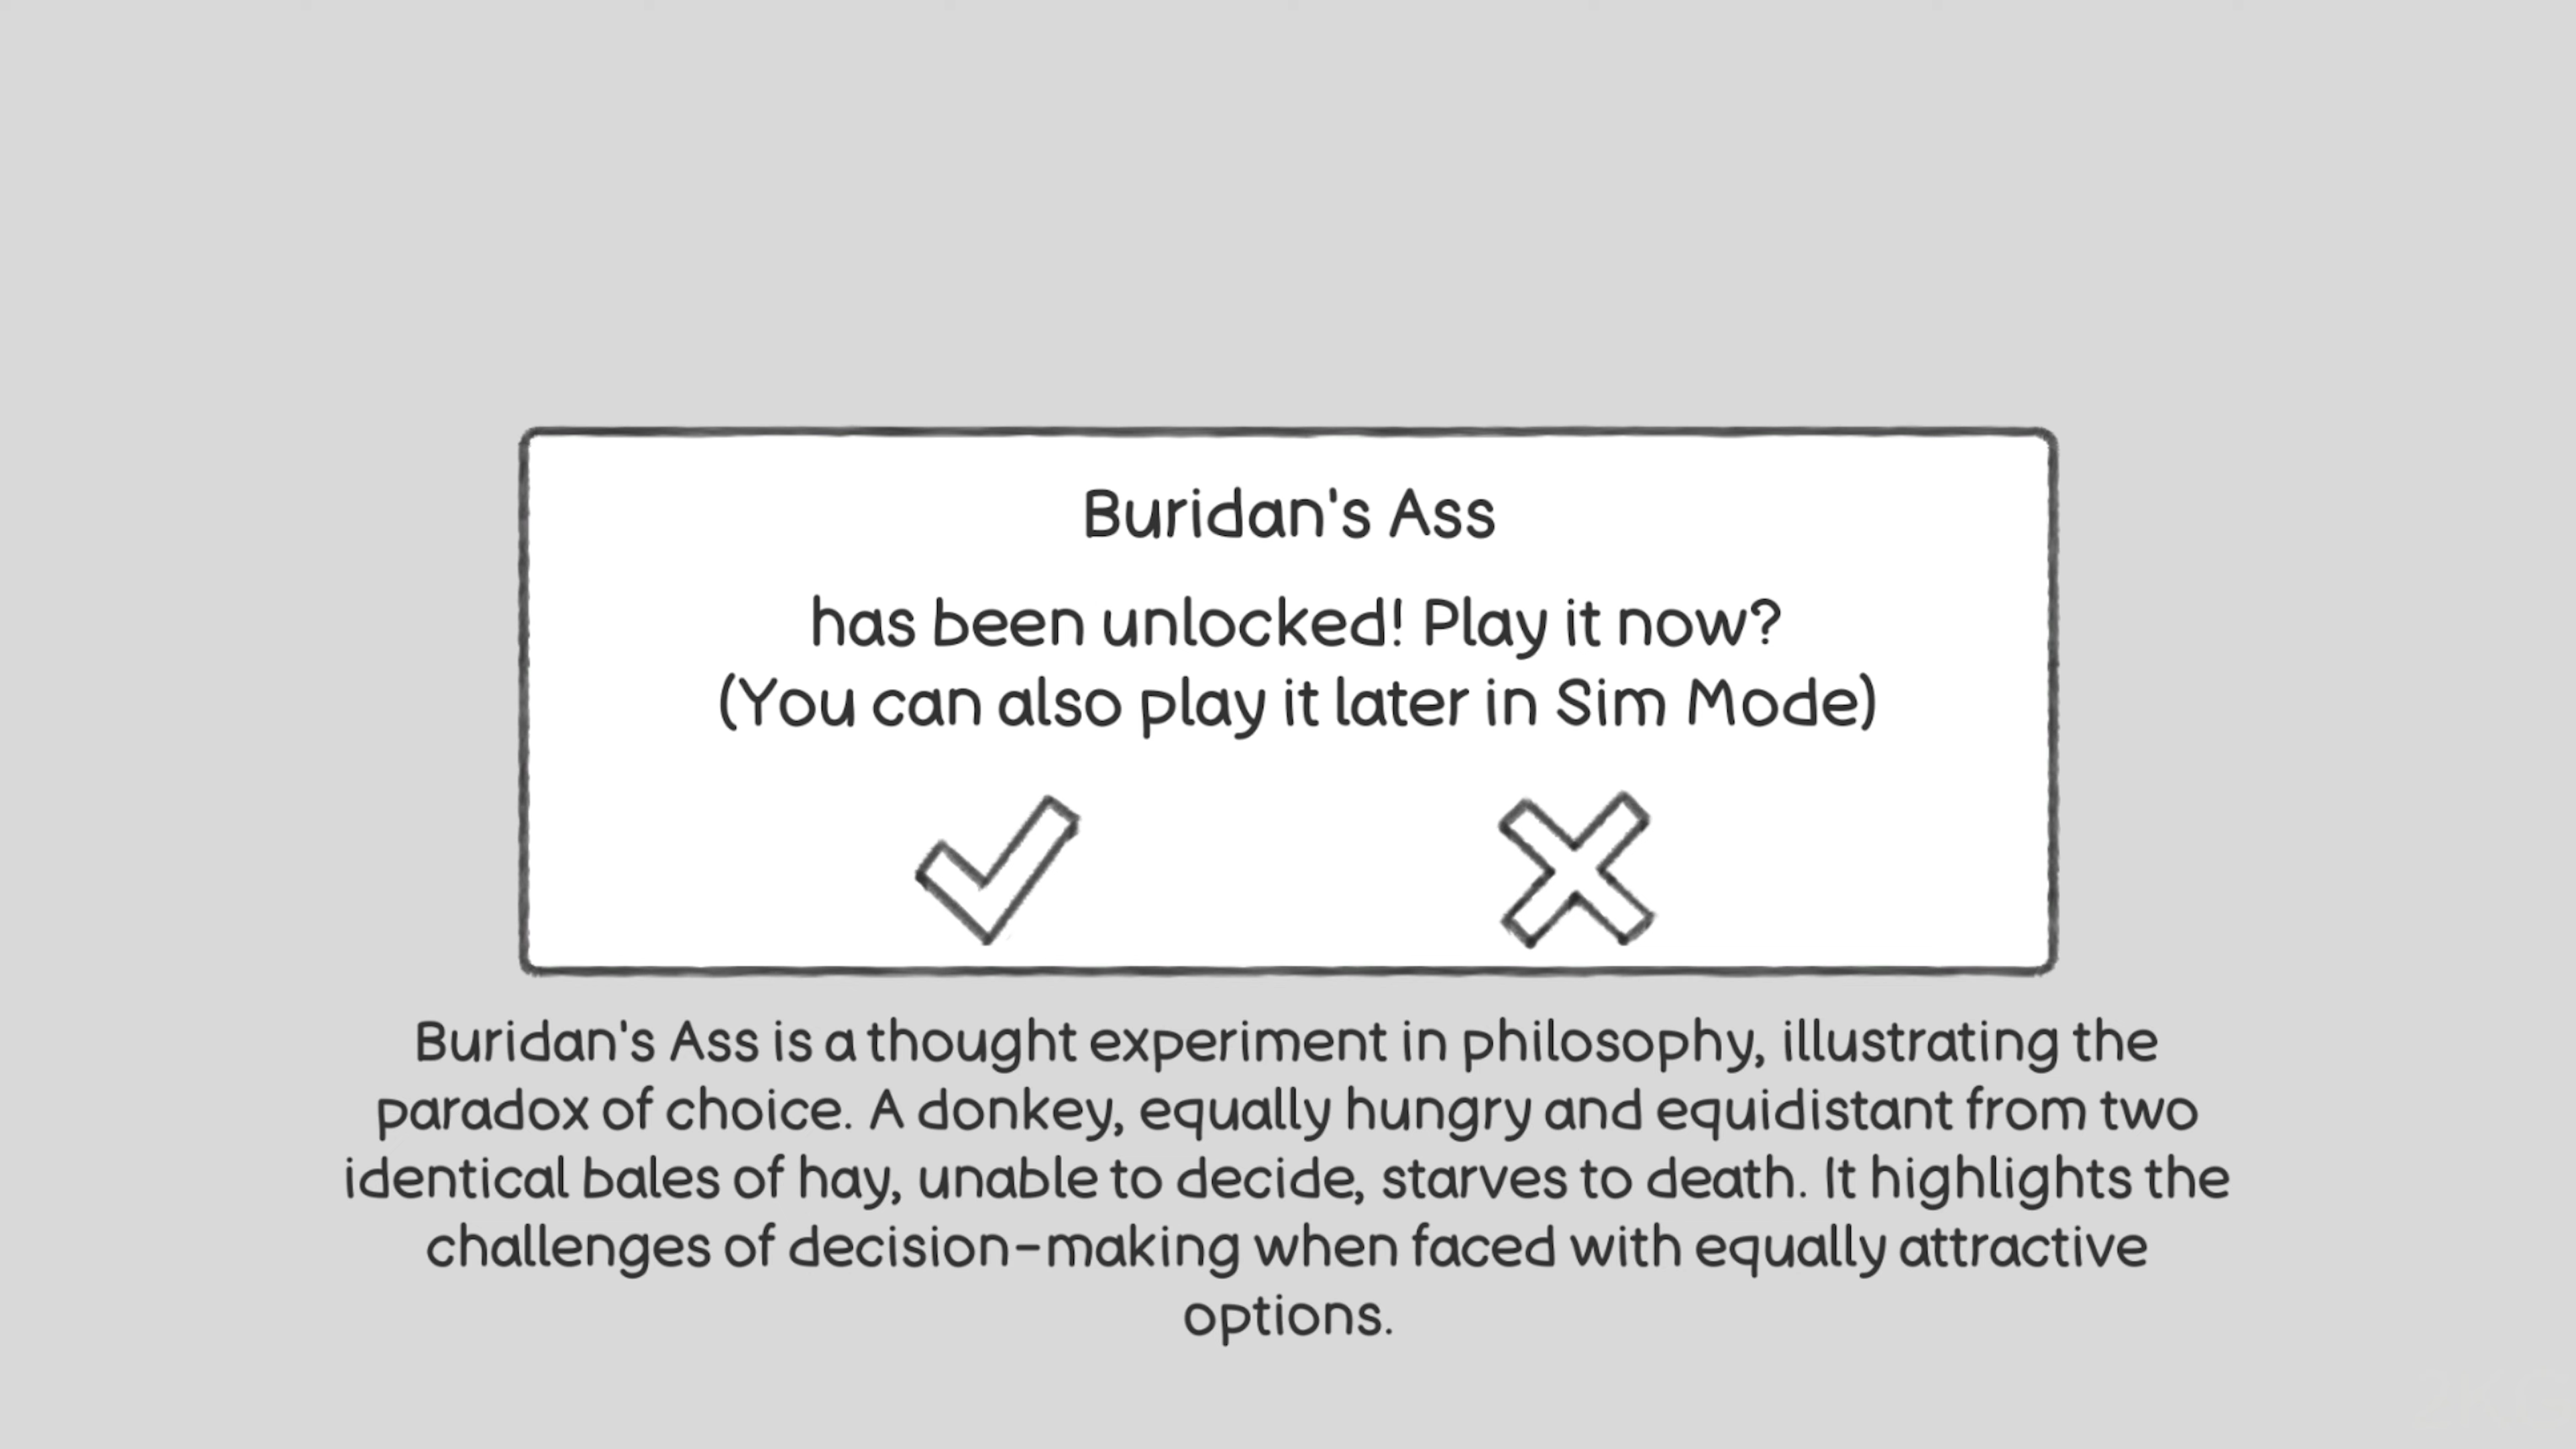 Buridan's Ass
has been unlocked! Play it now?
(You can also play it later in Sim Mode)
Buridan's Ass is a thought experiment in philosophy, illustrating the
paradox of choice. A donkey, equally hungry and equidistant from two
identical bales of hay, unable to decide, starves to death. It highlights the
challenges of decision-making when faced with equally attractive
options.